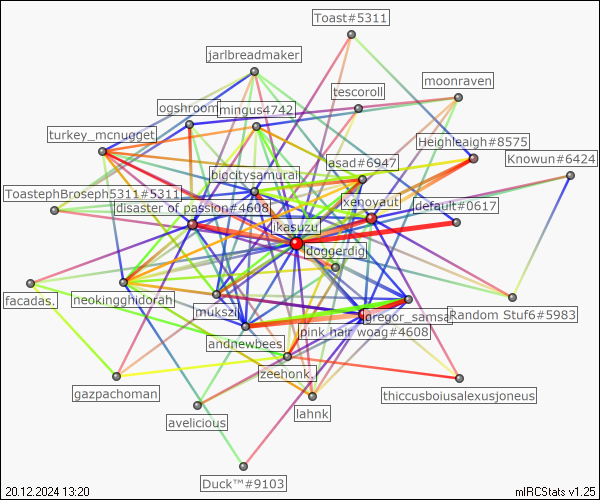 Toast#5311
jarlbreadmaker
moonraven
tescoroll
ogshroom
mingus4742
turkey_mcnugget
Heighleaigh#8575
asad#6947
Knowun#6424
bigcitysamurai
ToastephBroseph5311#5311
xenoyaut
disaster of passion#4608
default#0617
ikasuzu
doggerdig
facadas.
neokingghidorah
mukszil
gregor_samsa
Random Stuf6#5983
pink hair woag#4608
andnewbees
zeehonk.
gazpachoman
thiccusboiusalexusjoneus
lahnk
avelicious
Duck™#9103
20.12.2024 13:20
mIRCStats v1.25